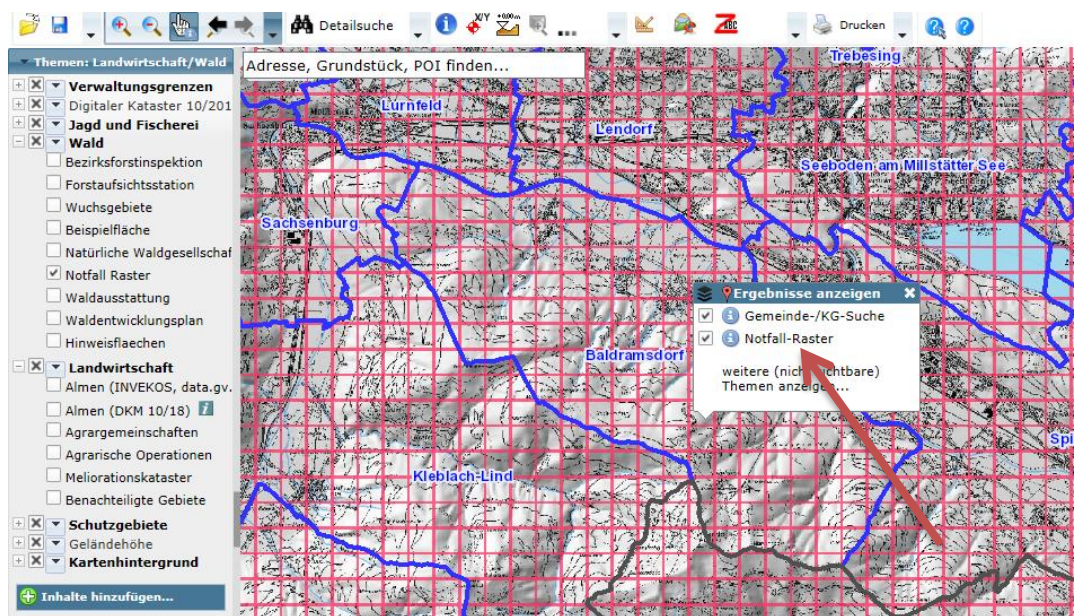 Detailsuche
X/Y
+0.00m
...
ABC
Drucken
Themen: Landwirtschaft/Wald
Verwaltungsgrenzen
Digitaler Kataster 10/201
Jagd und Fischerei
Wald
Bezirksforstinspektion
Forstaufsichtsstation
Wuchsgebiete
Beispielfläche
Natürliche Waldgesellschaf
Notfall Raster
Waldausstattung
Waldentwicklungsplan
Hinweisflaechen
Landwirtschaft
Almen (INVEKOS, data.gv.
Almen (DKM 10/18)
Agrargemeinschaften
Agrarische Operationen
Meliorationskataster
Benachteiligte Gebiete
Schutzgebiete
Geländehöhe
Kartenhintergrund
Inhalte hinzufügen...
Adresse, Grundstück, POI finden...
Trebesing
Lurnfeld
Lendorf
Seeboden am Millstätter See
Sachsenburg
Baldramsdorf
Kleblach-Lind
Spi
Ergebnisse anzeigen
Gemeinde-/KG-Suche
Notfall-Raster
weitere (nicht sichtbare)
Themen anzeigen...